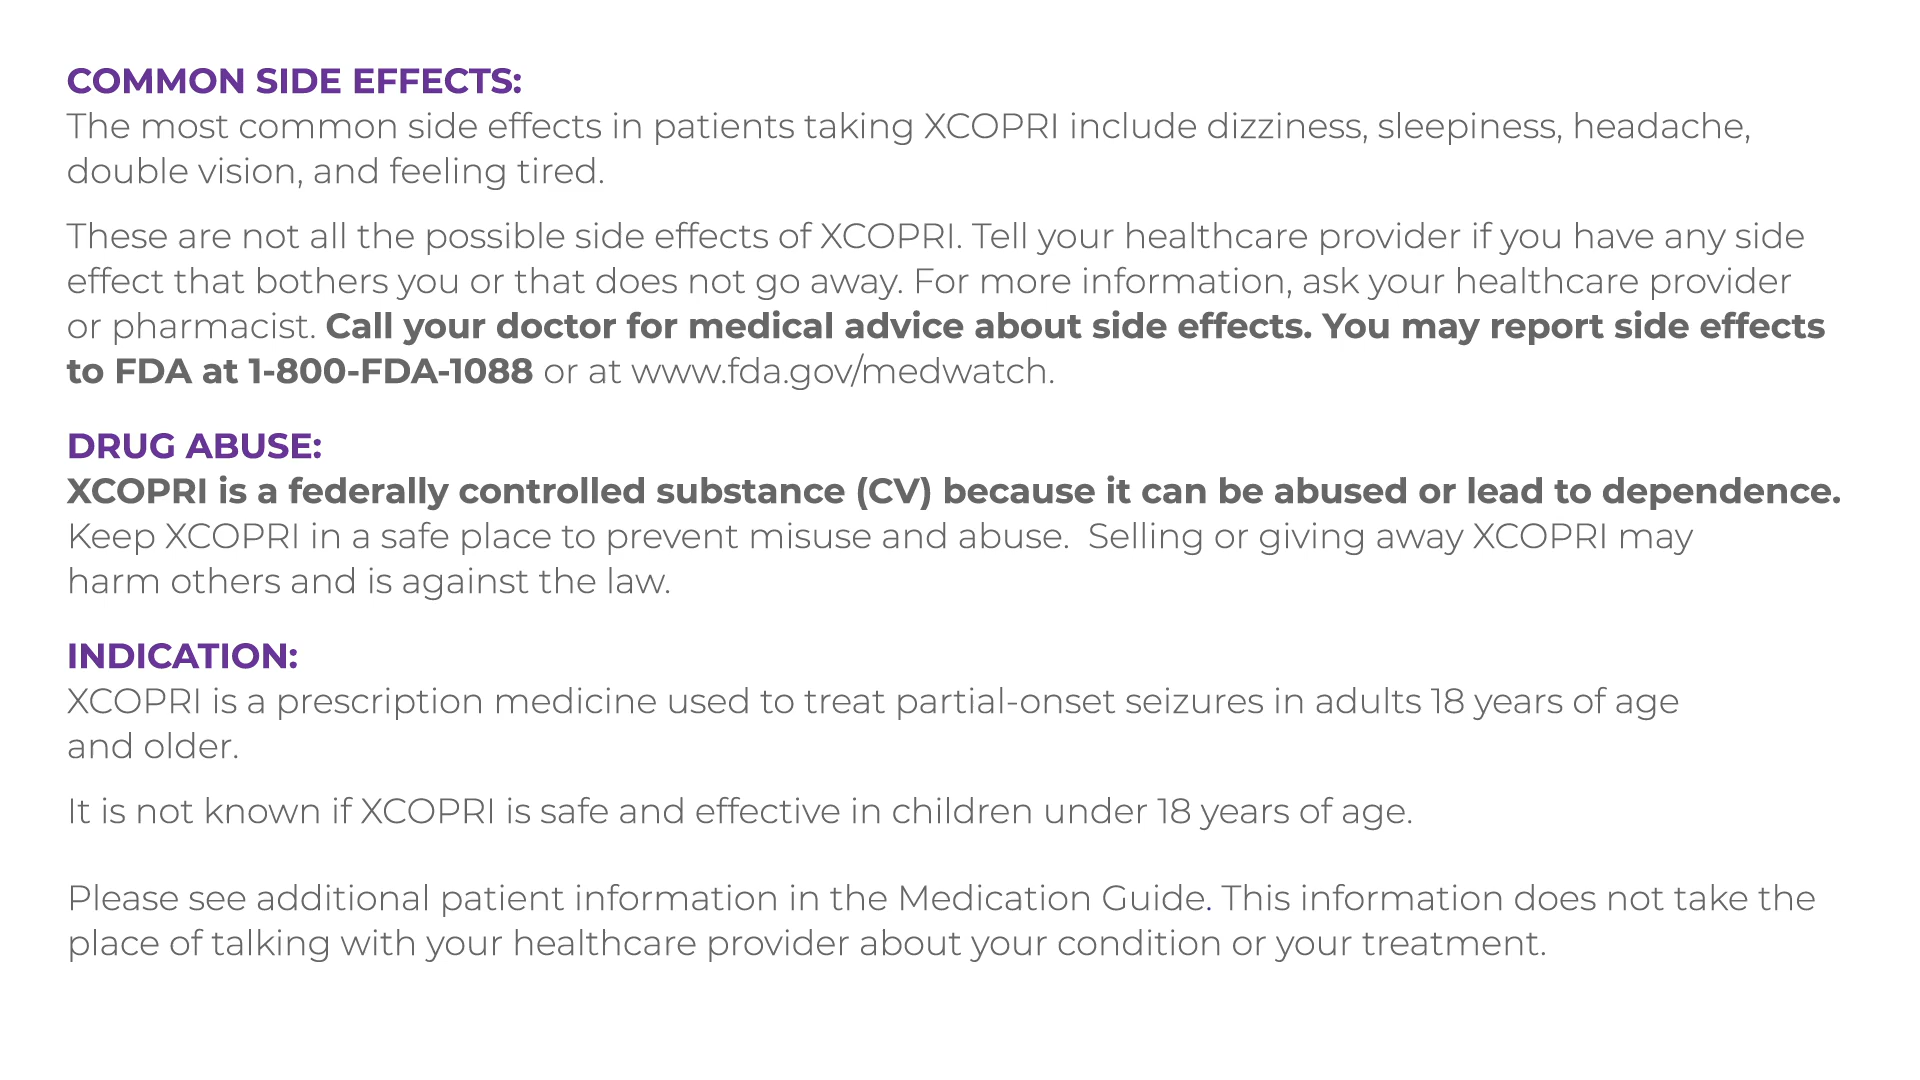 COMMON SIDE EFFECTS:
The most common side effects in patients taking XCOPRI include dizziness, sleepiness, headache,
double vision, and feeling tired.
These are not all the possible side effects of XCOPRI. Tell your healthcare provider if you have any side
effect that bothers you or that does not go away. For more information, ask your healthcare provider
or pharmacist. Call your doctor for medical advice about side effects. You may report side effects
to FDA at 1-800-FDA-1088 or at www.fda.gov/medwatch.
DRUG ABUSE:
XCOPRI is a federally controlled substance (CV) because it can be abused or lead to dependence.
Keep XCOPRI in a safe place to prevent misuse and abuse.  Selling or giving away XCOPRI may
harm others and is against the law.
INDICATION:
XCOPRI is a prescription medicine used to treat partial-onset seizures in adults 18 years of age
and older.
It is not known if XCOPRI is safe and effective in children under 18 years of age.
Please see additional patient information in the Medication Guide. This information does not take the
place of talking with your healthcare provider about your condition or your treatment.